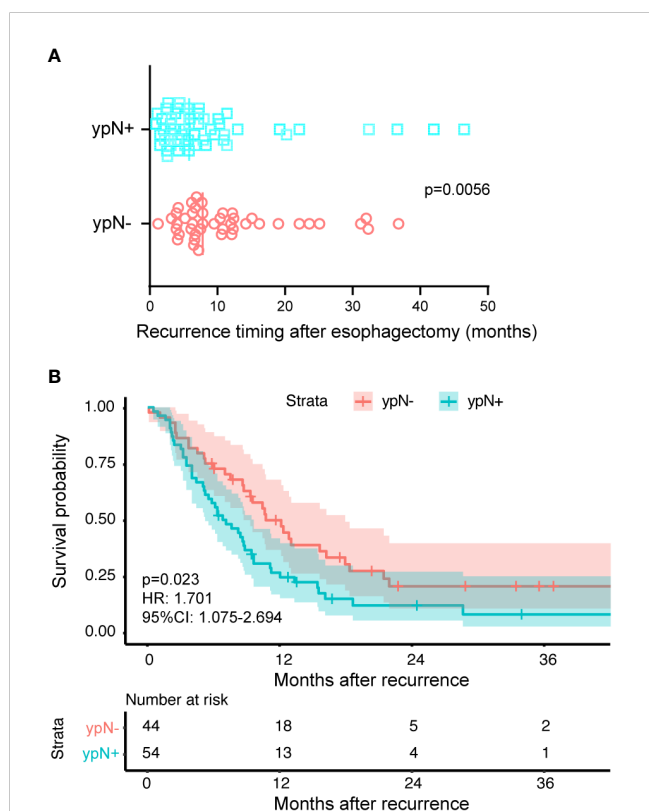 A
ypN+
p=0.0056
ypN-
0 10 20 30 40 50
Recurrence timing after esophagectomy (months)
B
Strata ypN- ypN+
1.00
0.75
0.50
0.25
0.00
Survival probability
p=0.023
HR: 1.701
95%CI: 1.075-2.694
0 12 24 36
Months after recurrence
Number at risk
Strata
ypN- 44 18 5 2
ypN+ 54 13 4 1
0 12 24 36
Months after recurrence